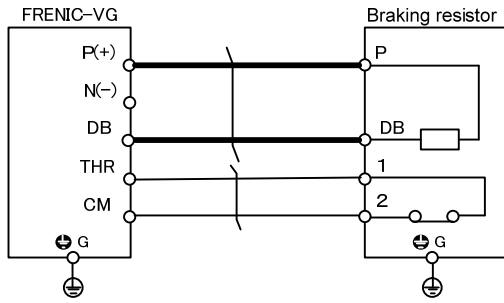 FRENIC-VG
Braking resistor
P(+)
P
N(-)
DB
DB
THR
1
CM
2
G
G